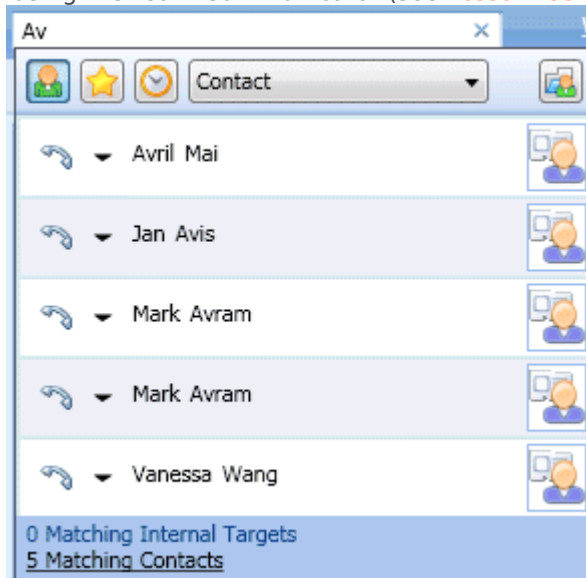 Av
Contact
Avril Mai
Jan Avis
Mark Avram
Mark Avram
Vanessa Wang
0 Matching Internal Targets
5 Matching Contacts